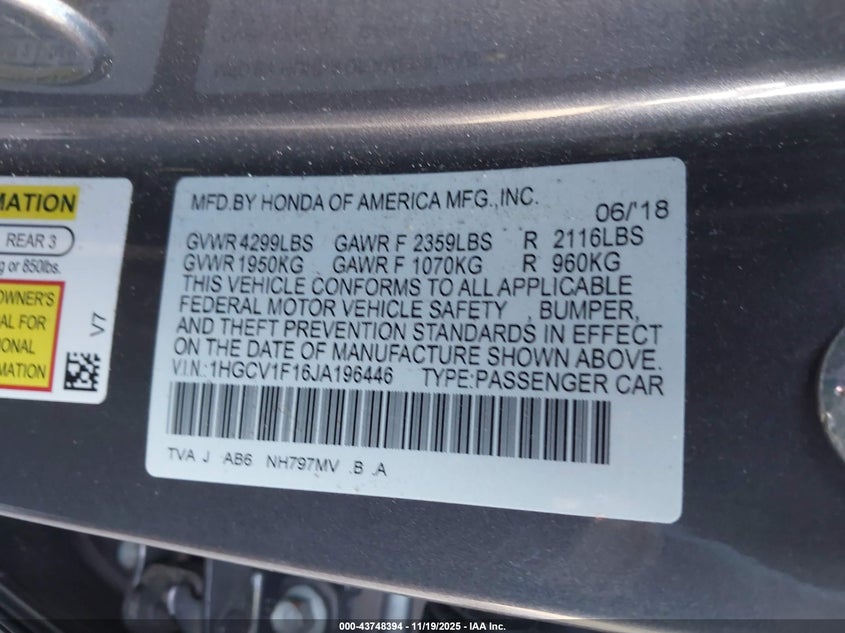 MATION
REAR 3
g or 850lbs.
OWNER'S
AL FOR
ONAL
MATION
V7
MFD.BY HONDA OF AMERICA MFG.,INC. 06/'18
GVWR 4299LBS GAWR F 2359LBS R 2116LBS
GVWR 1950KG GAWR F 1070KG R 960KG
THIS VEHICLE CONFORMS TO ALL APPLICABLE
FEDERAL MOTOR VEHICLE SAFETY , BUMPER,
AND THEFT PREVENTION STANDARDS IN EFFECT
ON THE DATE OF MANUFACTURE SHOWN ABOVE.
V.I.N.:1HGCV1F16JA196446 TYPE:PASSENGER CAR
TVA J AB6 NH797MV .B .A
000-43748394 | 11/19/2025 | IAA Inc.